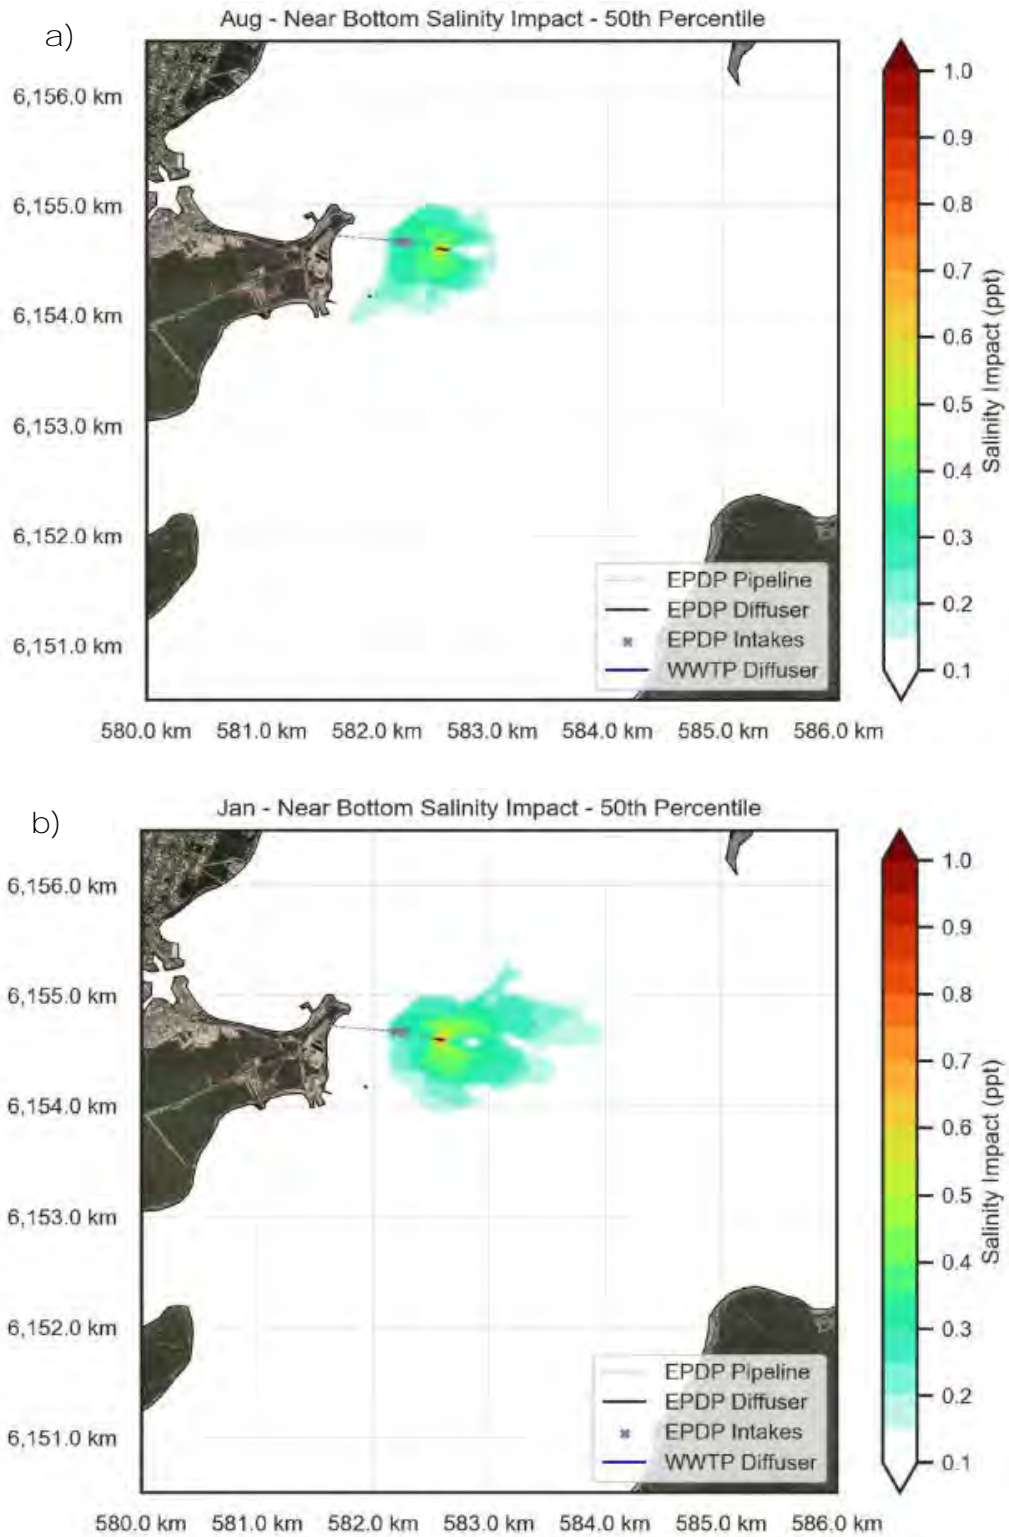 a)
Aug - Near Bottom Salinity Impact - 50th Percentile
6,156.0 km
6,155.0 km
6,154.0 km
6,153.0 km
6,152.0 km
6,151.0 km
580.0 km 581.0 km 582.0 km 583.0 km 584.0 km 585.0 km 586.0 km
EPDP Pipeline
EPDP Diffuser
EPDP Intakes
WWTP Diffuser
1.0
0.9
0.8
0.7
0.6
0.5
0.4
0.3
0.2
0.1
Salinity Impact (ppt)
b)
Jan - Near Bottom Salinity Impact - 50th Percentile
6,156.0 km
6,155.0 km
6,154.0 km
6,153.0 km
6,152.0 km
6,151.0 km
580.0 km 581.0 km 582.0 km 583.0 km 584.0 km 585.0 km 586.0 km
EPDP Pipeline
EPDP Diffuser
EPDP Intakes
WWTP Diffuser
1.0
0.9
0.8
0.7
0.6
0.5
0.4
0.3
0.2
0.1
Salinity Impact (ppt)